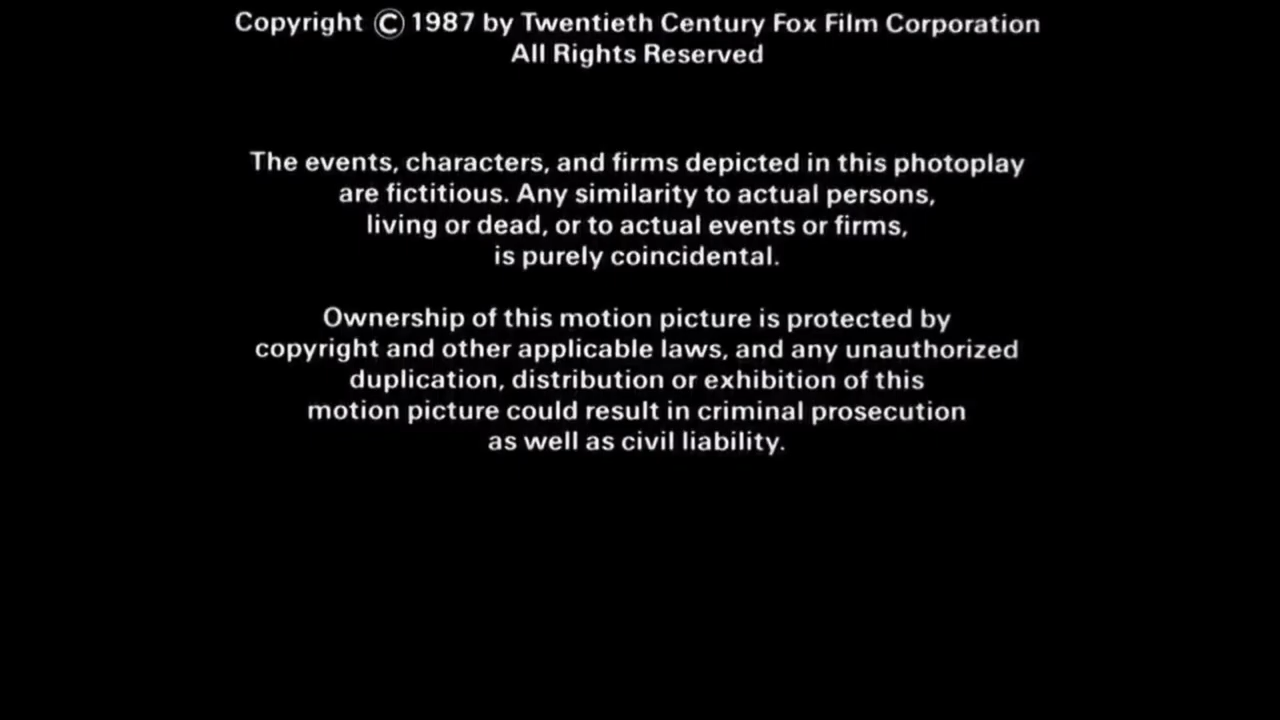 Copyright © 1987 by Twentieth Century Fox Film Corporation
All Rights Reserved
The events, characters, and firms depicted in this photoplay
are fictitious. Any similarity to actual persons,
living or dead, or to actual events or firms,
is purely coincidental.
Ownership of this motion picture is protected by
copyright and other applicable laws, and any unauthorized
duplication, distribution or exhibition of this
motion picture could result in criminal prosecution
as well as civil liability.